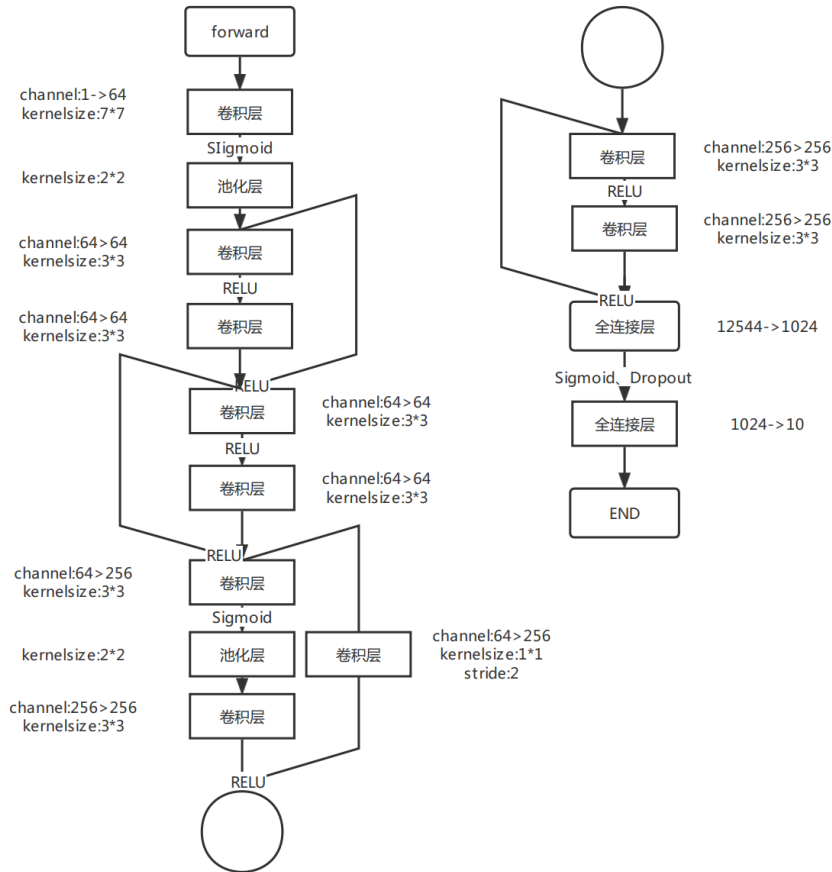 forward
channel:1->64
kernelsize:7*7
卷积层
SIigmoid
kernelsize:2*2
池化层
channel:64>64
kernelsize:3*3
卷积层
RELU
channel:64>64
kernelsize:3*3
卷积层
RELU
卷积层
channel:64>64
kernelsize:3*3
RELU
卷积层
channel:64>64
kernelsize:3*3
RELU
channel:64>256
kernelsize:3*3
卷积层
Sigmoid
kernelsize:2*2
池化层
卷积层
channel:64>256
kernelsize:1*1
stride:2
channel:256>256
kernelsize:3*3
卷积层
RELU
卷积层
channel:256>256
kernelsize:3*3
RELU
卷积层
channel:256>256
kernelsize:3*3
RELU
全连接层
12544->1024
Sigmoid、Dropout
全连接层
1024->10
END